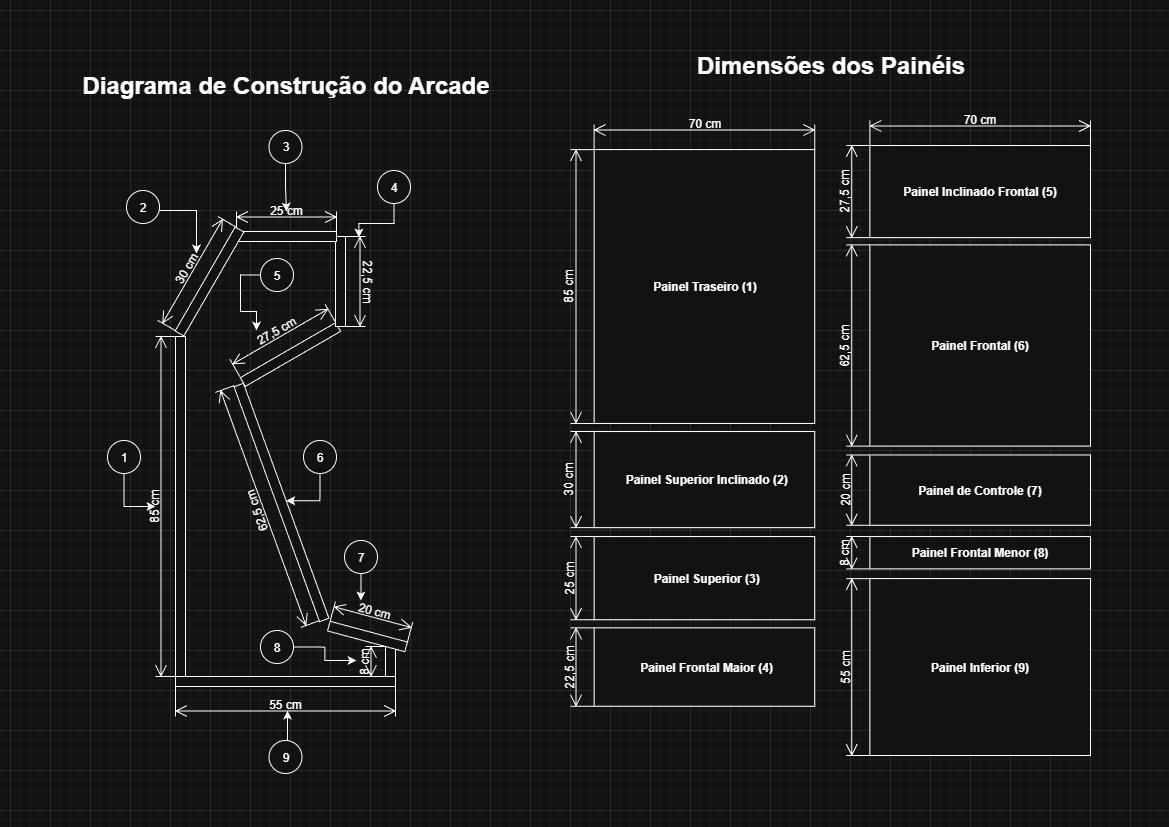 Diagrama de Construção do Arcade
3
4
2
25 cm
5
30 cm
22,5 cm
27,5 cm
1
6
85 cm
62,5 cm
7
20 cm
8
8 cm
55 cm
9
Dimensões dos Painéis
70 cm
85 cm
Painel Traseiro (1)
30 cm
Painel Superior Inclinado (2)
25 cm
Painel Superior (3)
22,5 cm
Painel Frontal Maior (4)
70 cm
27,5 cm
Painel Inclinado Frontal (5)
62,5 cm
Painel Frontal (6)
20 cm
Painel de Controle (7)
8 cm
Painel Frontal Menor (8)
55 cm
Painel Inferior (9)